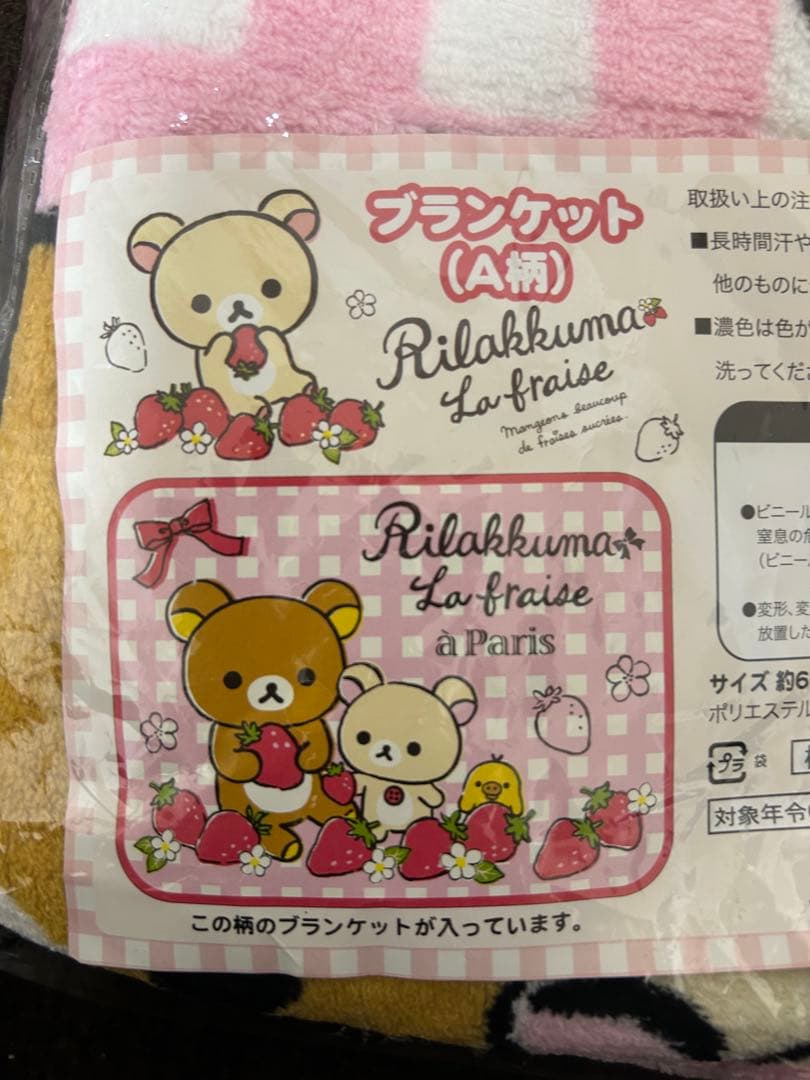 ブランケット
(A柄)
Rilakkuma
La fraise
Mangeons beaucoup
de fraises sucrées.
Rilakkuma
La fraise
à Paris
この柄のブランケットが入っています。
取扱い上の注
■長時間汗や
他のものに
■濃色は色が
洗ってくださ
●ビニール
窒息の危
(ビニール
●変形、変
放置した
サイズ 約6
ポリエステル
プラ 袋
対象年令